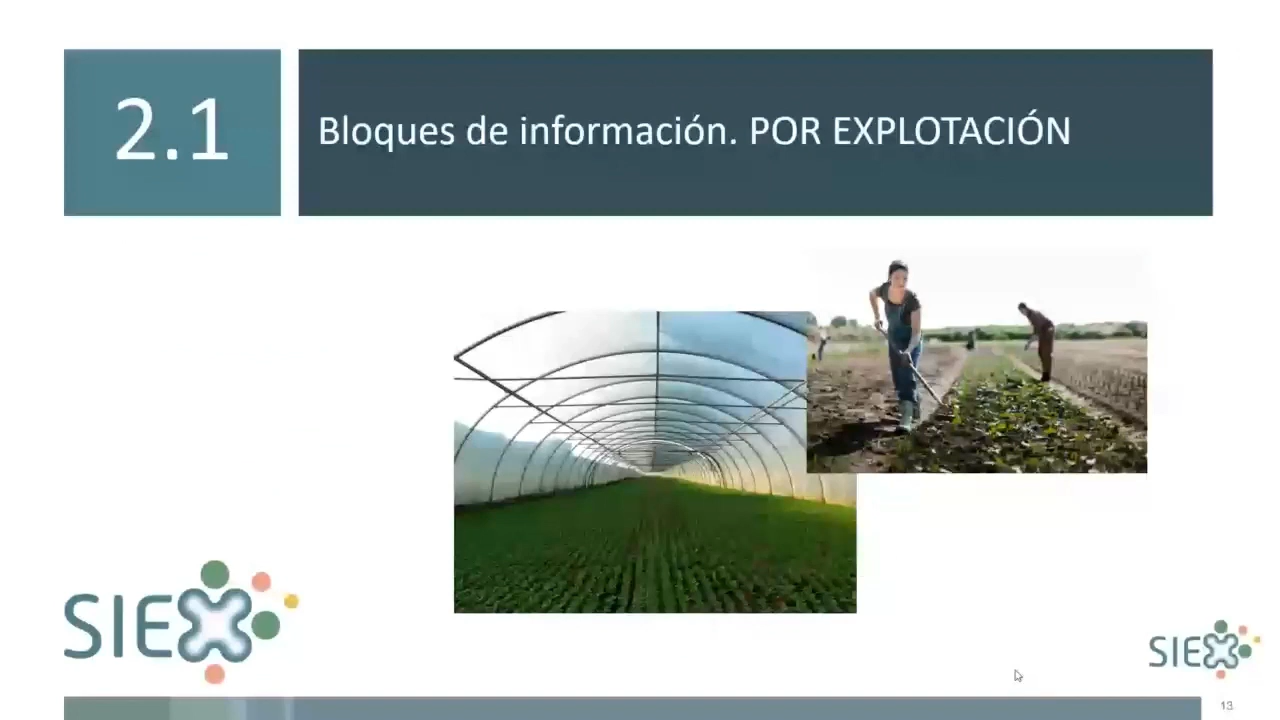 2.1
Bloques de información. POR EXPLOTACIÓN
SIEX
SIEX
13